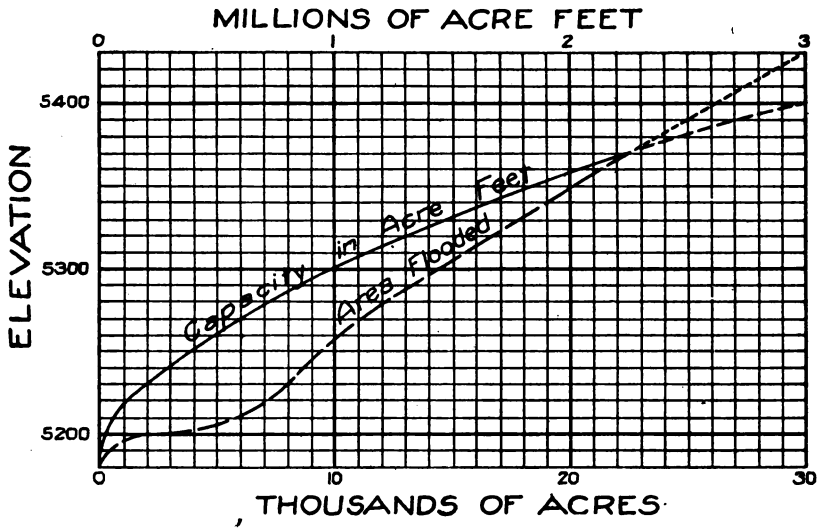 MILLIONS OF ACRE FEET
0 1 2 3
5400
5300
5200
ELEVATION
Capacity in Acre Feet
Area Flooded
0 10 20 30
THOUSANDS OF ACRES